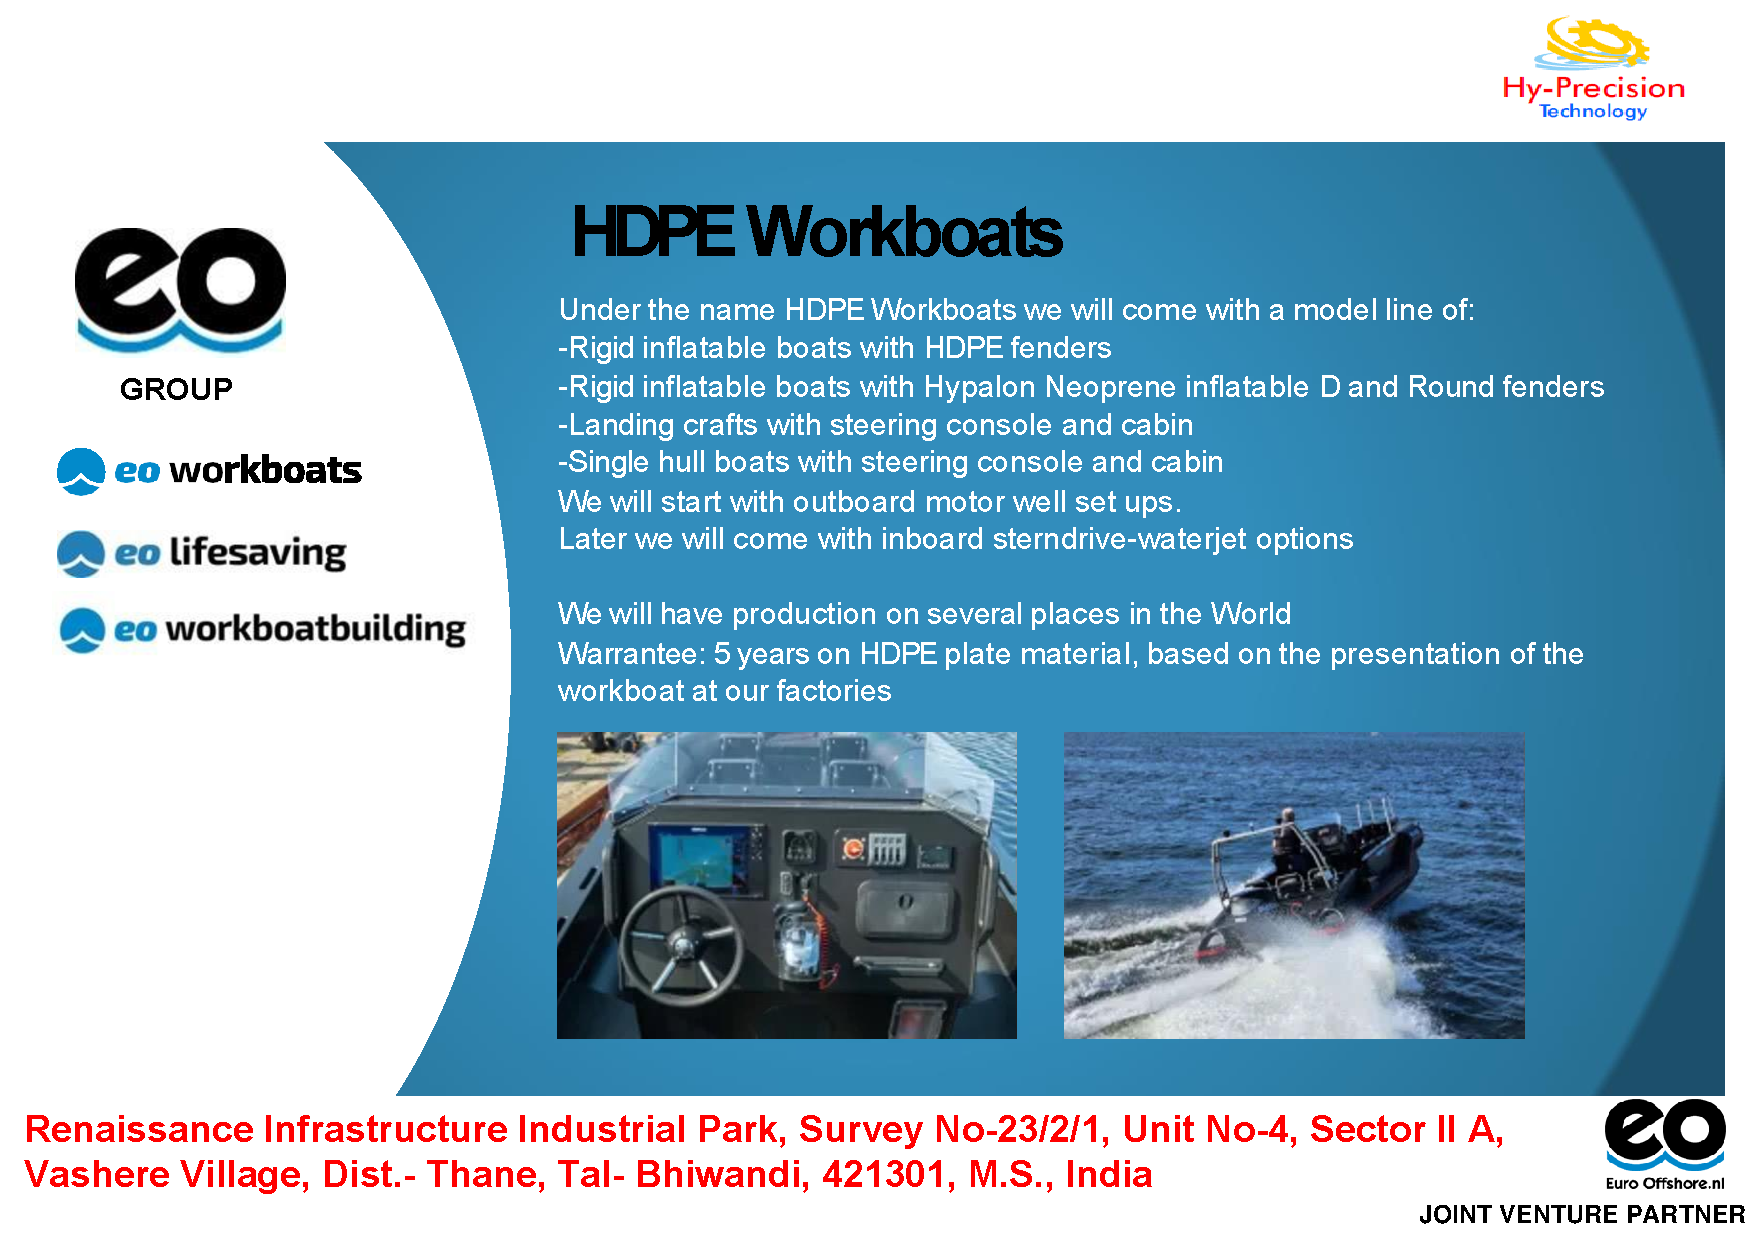 Hy-Precision
Technology
eo
GROUP
eo workboats
eo lifesaving
eo workboatbuilding
HDPE Workboats
Under the name HDPE Workboats we will come with a model line of:
-Rigid inflatable boats with HDPE fenders
-Rigid inflatable boats with Hypalon Neoprene inflatable D and Round fenders
-Landing crafts with steering console and cabin
-Single hull boats with steering console and cabin
We will start with outboard motor well set ups.
Later we will come with inboard sterndrive-waterjet options
We will have production on several places in the World
Warrantee: 5 years on HDPE plate material, based on the presentation of the
workboat at our factories
Renaissance Infrastructure Industrial Park, Survey No-23/2/1, Unit No-4, Sector II A,
Vashere Village, Dist.- Thane, Tal- Bhiwandi, 421301, M.S., India
eo
Euro Offshore.nl
JOINT VENTURE PARTNER